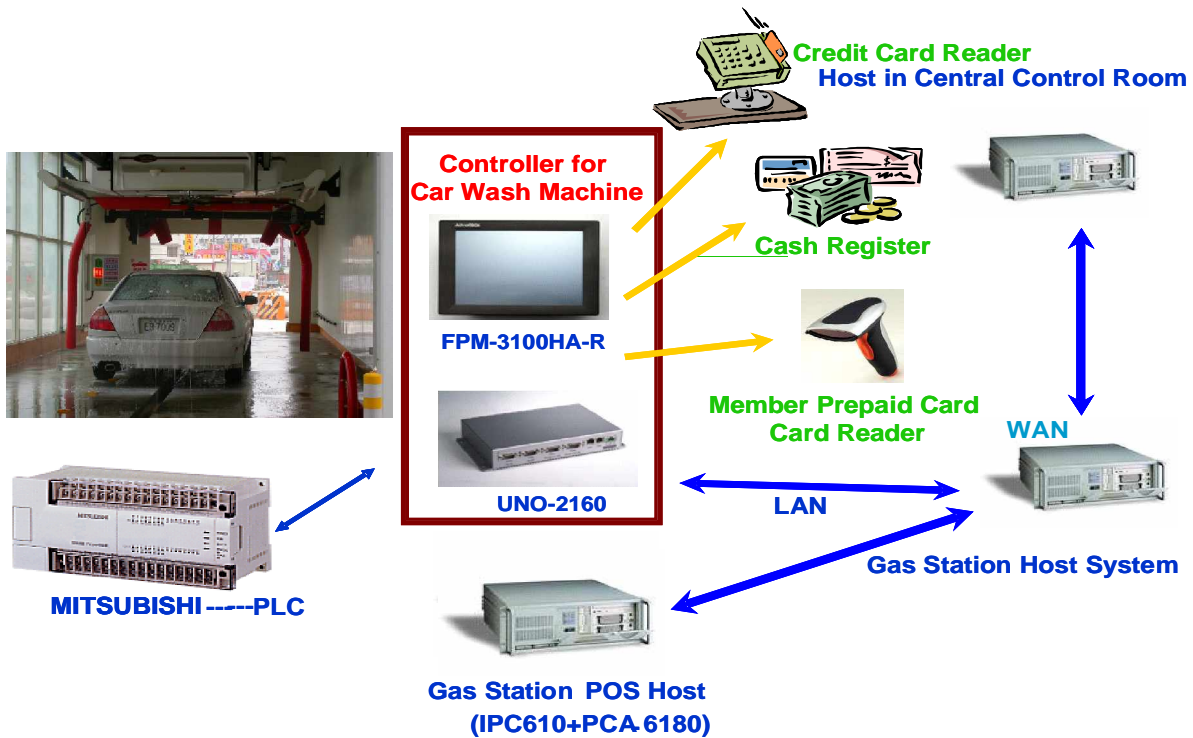 Credit Card Reader
Host in Central Control Room
Controller for
Car Wash Machine
ADVANTECH
FPM-3100HA-R
UNO-2160
Cash Register
Member Prepaid Card
Card Reader
WAN
LAN
Gas Station Host System
MITSUBISHI
MITSUBISHI------PLC
Gas Station POS Host
(IPC610+PCA-6180)